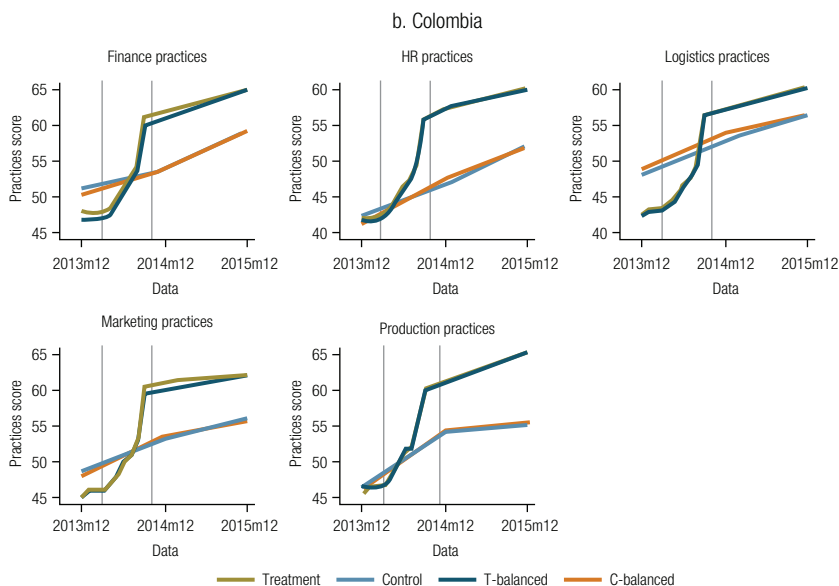 b. Colombia
Finance practices
65
60
55
50
45
Practices score
2013m12 2014m12 2015m12
Data
HR practices
60
55
50
45
40
Practices score
2013m12 2014m12 2015m12
Data
Logistics practices
60
55
50
45
40
Practices score
2013m12 2014m12 2015m12
Data
Marketing practices
65
60
55
50
45
Practices score
2013m12 2014m12 2015m12
Data
Production practices
65
60
55
50
45
Practices score
2013m12 2014m12 2015m12
Data
Treatment Control T-balanced C-balanced